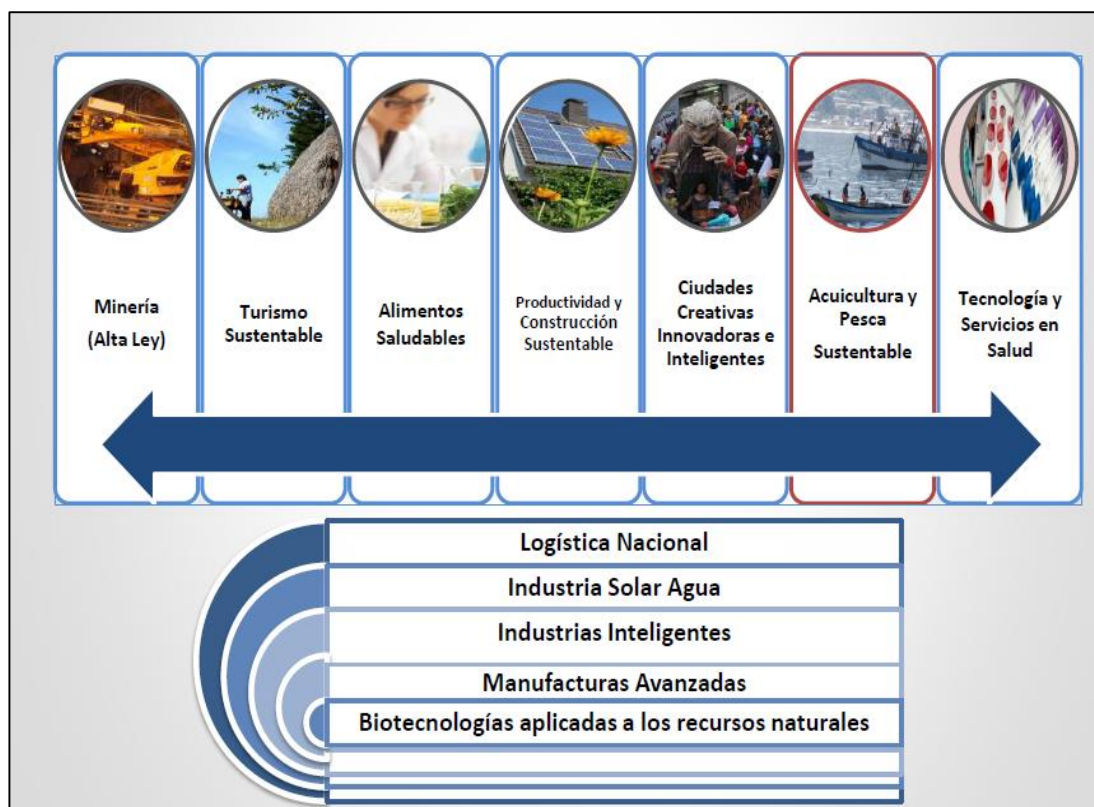 Minería
(Alta Ley)
Turismo
Sustentable
Alimentos
Saludables
Productividad y
Construcción
Sustentable
Ciudades
Creativas
Innovadoras e
Inteligentes
Acuicultura y
Pesca
Sustentable
Tecnología y
Servicios en
Salud
Logística Nacional
Industria Solar Agua
Industrias Inteligentes
Manufacturas Avanzadas
Biotecnologías aplicadas a los recursos naturales